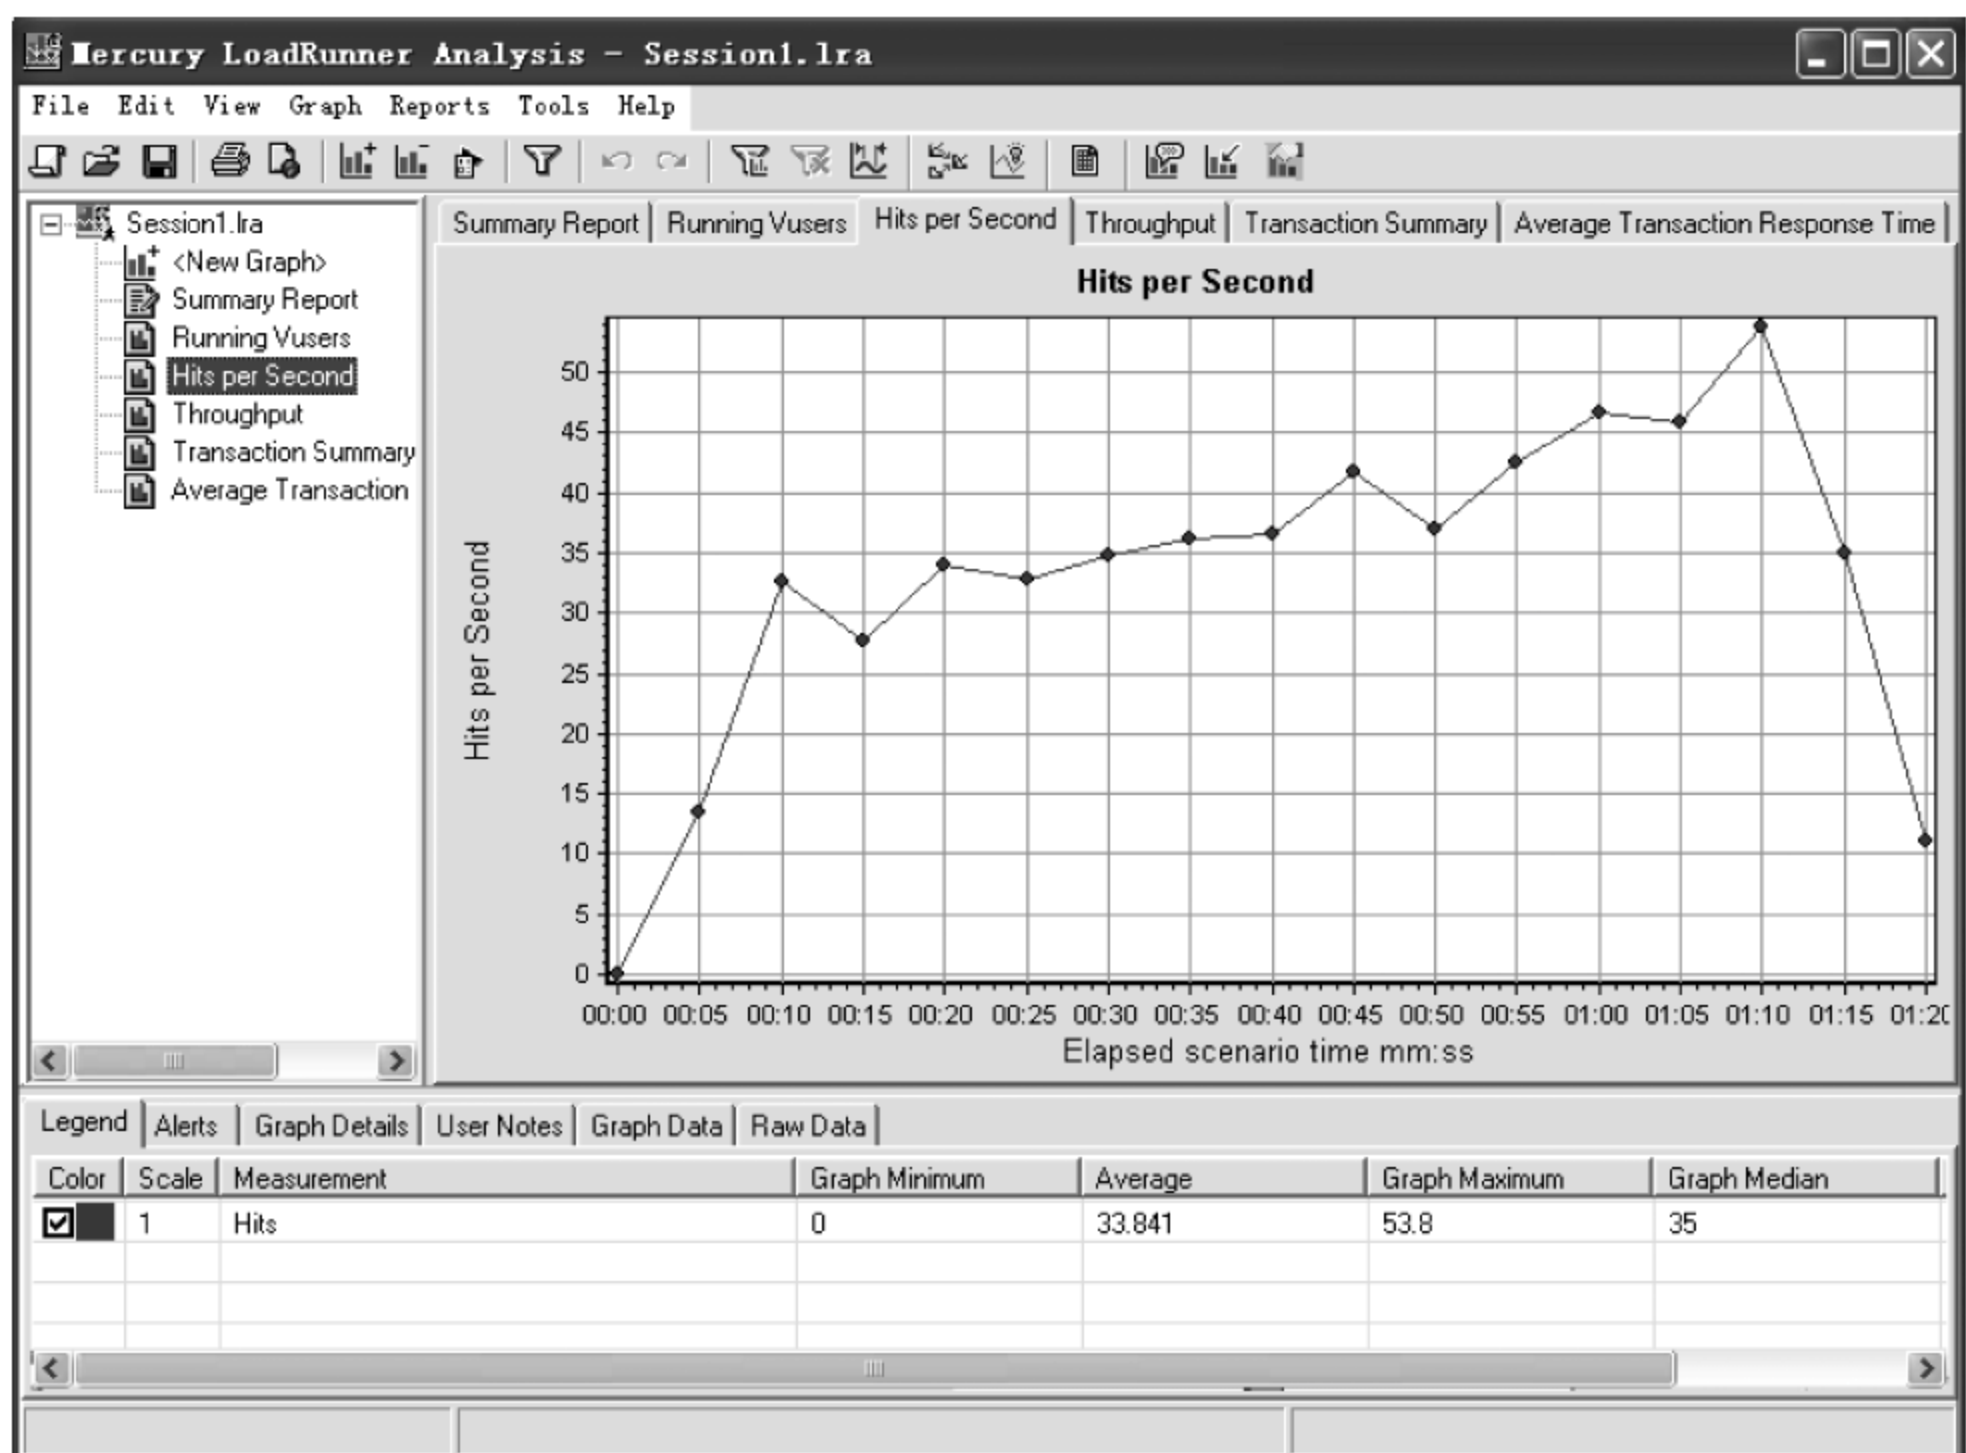 Mercury LoadRunner Analysis - Session1.lra
File Edit View Graph Reports Tools Help
Session1.lra
<New Graph>
Summary Report
Running Vusers
Hits per Second
Throughput
Transaction Summary
Average Transaction
Summary Report Running Vusers Hits per Second Throughput Transaction Summary Average Transaction Response Time
Hits per Second
Hits per Second
50
45
40
35
30
25
20
15
10
5
0
00:00 00:05 00:10 00:15 00:20 00:25 00:30 00:35 00:40 00:45 00:50 00:55 01:00 01:05 01:10 01:15 01:20
Elapsed scenario time mm:ss
Legend Alerts Graph Details User Notes Graph Data Raw Data
Color Scale Measurement Graph Minimum Average Graph Maximum Graph Median
1 Hits 0 33.841 53.8 35